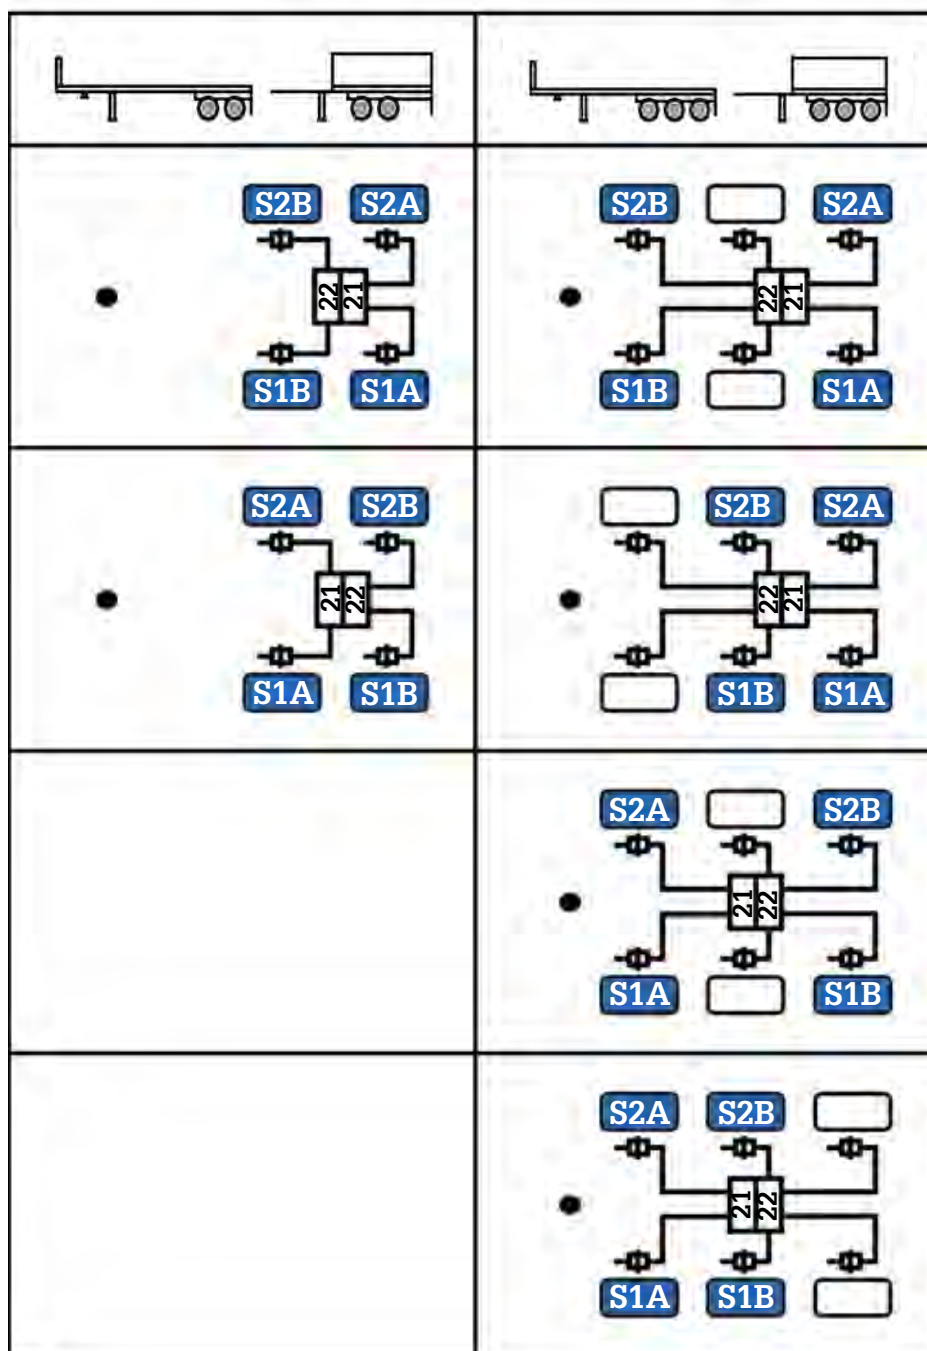 S2B S2A S2B S2A
22 21 22 21
S1B S1A S1B S1A
S2A S2B S2B S2A
21 22 22 21
S1A S1B S1B S1A
S2A S2B
21 22
S1A S1B
S2A S2B
21 22
S1A S1B